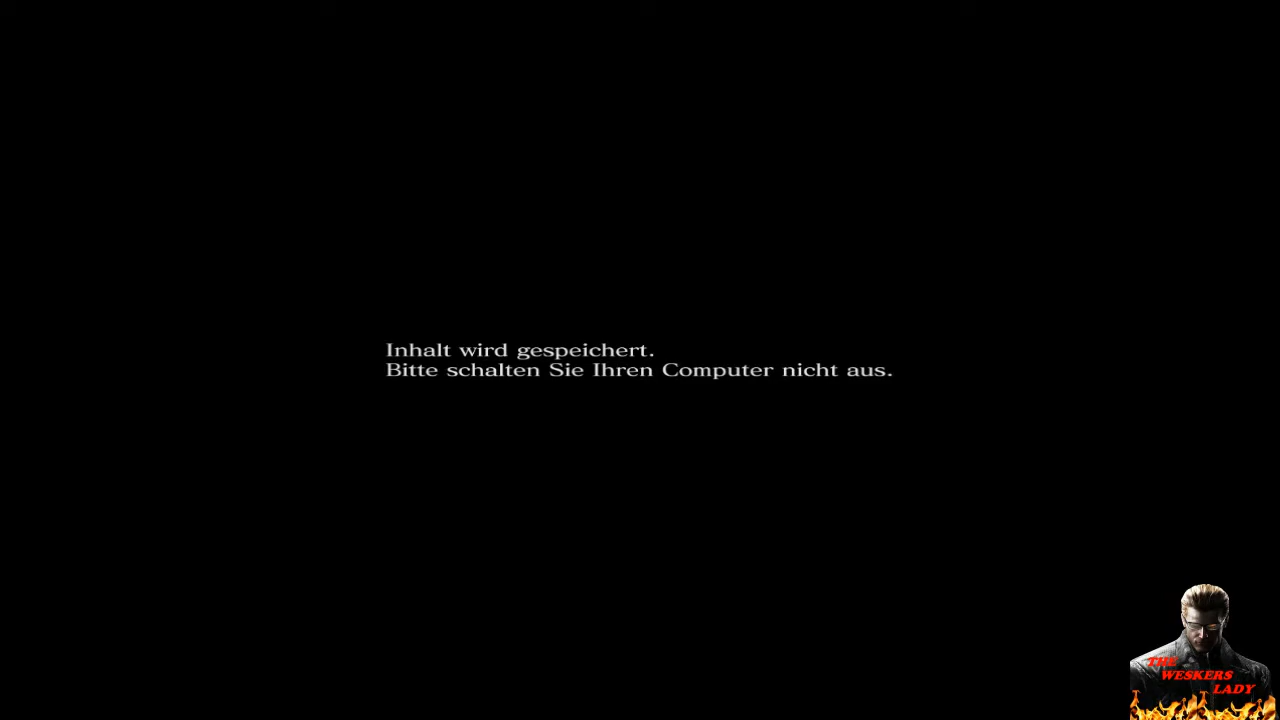 Inhalt wird gespeichert.
Bitte schalten Sie Ihren Computer nicht aus.
THE
WESKERS
LADY